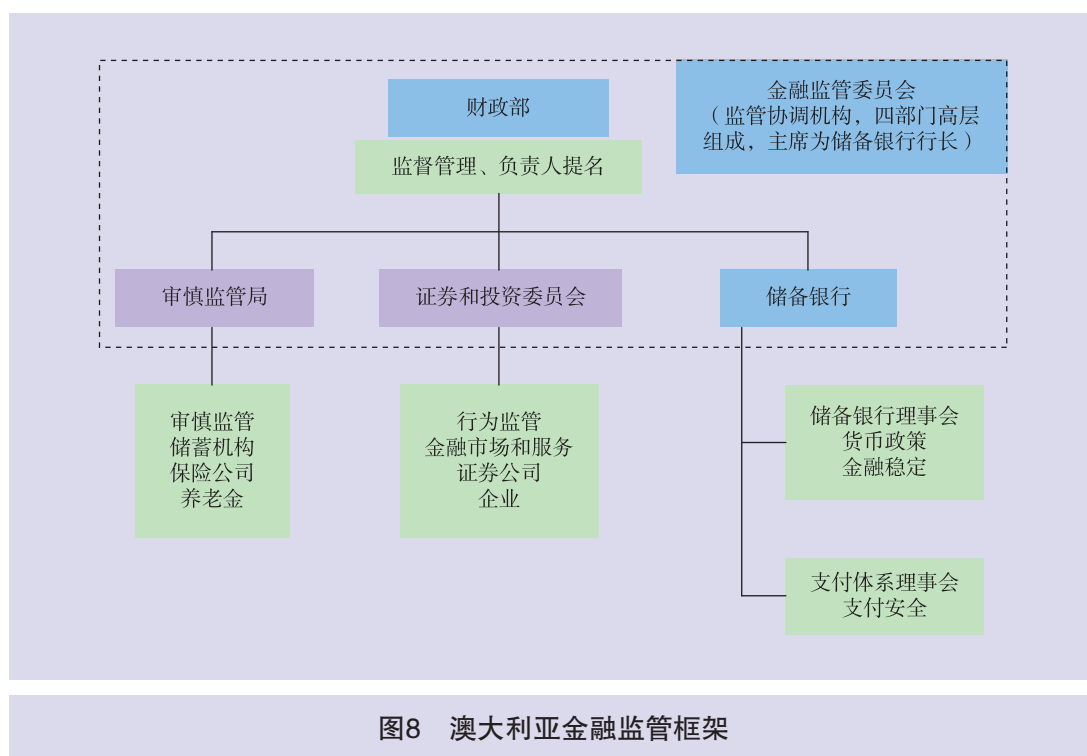 财政部
监督管理、负责人提名
金融监管委员会
（监管协调机构，四部门高层
组成，主席为储备银行行长）
审慎监管局
证券和投资委员会
储备银行
审慎监管
储蓄机构
保险公司
养老金
行为监管
金融市场和服务
证券公司
企业
储备银行理事会
货币政策
金融稳定
支付体系理事会
支付安全
图8　澳大利亚金融监管框架